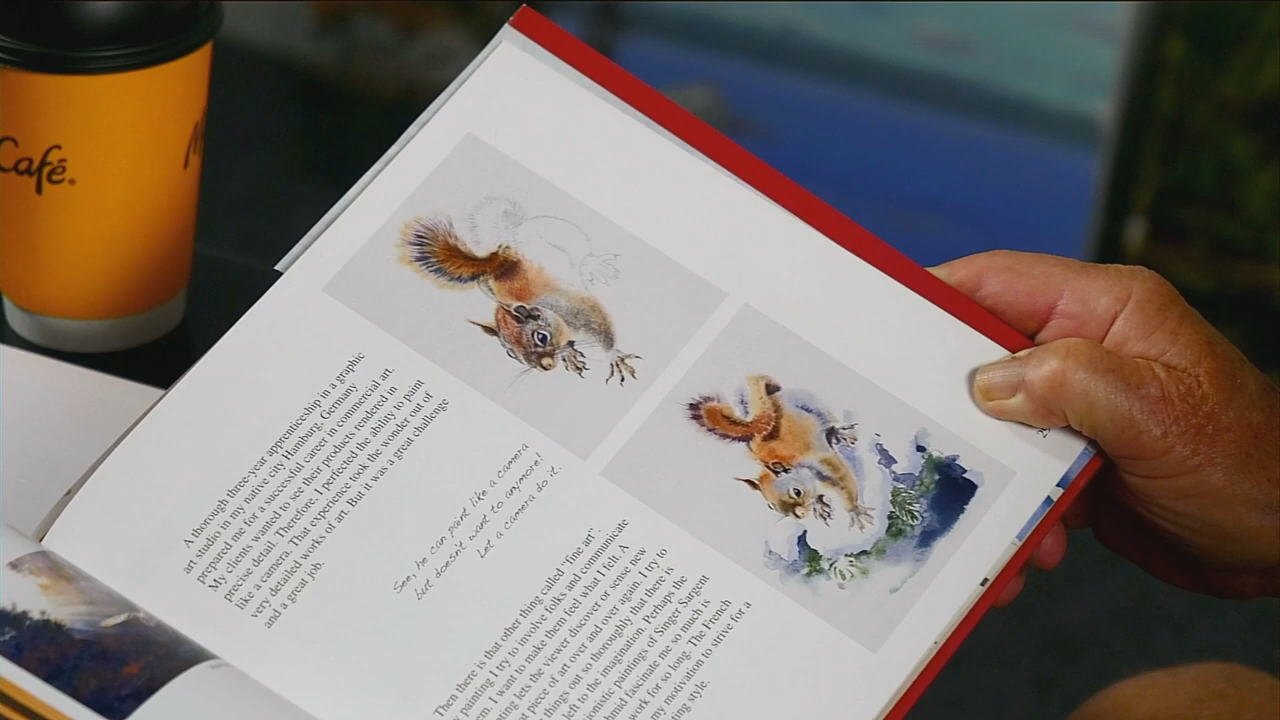 Café.
A thorough three-year apprenticeship in a graphic
art studio in my native city Hamburg, Germany
prepared me for a successful career in commercial art.
My clients wanted to see their products rendered in
precise detail. Therefore, I perfected the ability to paint
like a camera. That experience took the wonder out of
very detailed works of art. But it was a great challenge
and a great job.
See, he can paint like a camera
but doesn't want to anymore!
Let a camera do it.
Then there is that other thing called "fine art".
painting I try to involve folks and communicate
I want to make them feel what I felt. A
lets the viewer discover or sense new
piece of art over and over again. I try to
things out so thoroughly that there is
left to the imagination. Perhaps the
paintings of Singer Sargent
fascinate me so much is
work for so long. The French
my motivation to strive for a
style.